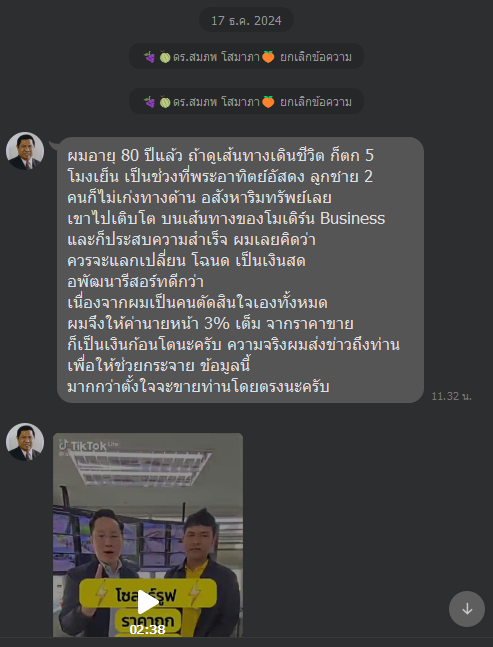 17 ธ.ค. 2024
🍇🍈ดร.สมภพ โสมาภา🍑 ยกเลิกข้อความ
🍇🍈ดร.สมภพ โสมาภา🍑 ยกเลิกข้อความ
ผมอายุ 80 ปีแล้ว ถ้าดูเส้นทางเดินชีวิต ก็ตก 5
โมงเย็น เป็นช่วงที่พระอาทิตย์อัสดง ลูกชาย 2
คนก็ไม่เก่งทางด้าน อสังหาริมทรัพย์เลย
เขาไปเติบโต บนเส้นทางของโมเดิร์น Business
และก็ประสบความสำเร็จ ผมเลยคิดว่า
ควรจะแลกเปลี่ยน โฉนด เป็นเงินสด
อพัฒนารีสอร์ทดีกว่า
เนื่องจากผมเป็นคนตัดสินใจเองทั้งหมด
ผมจึงให้ค่านายหน้า 3% เต็ม จากราคาขาย
ก็เป็นเงินก้อนโตนะครับ ความจริงผมส่งข่าวถึงท่าน
เพื่อให้ช่วยกระจาย ข้อมูลนี้
มากกว่าตั้งใจจะขายท่านโดยตรงนะครับ
11.32 น.
TikTok Lite
โซลาร์รูฟ
ราคาถูก
02:38